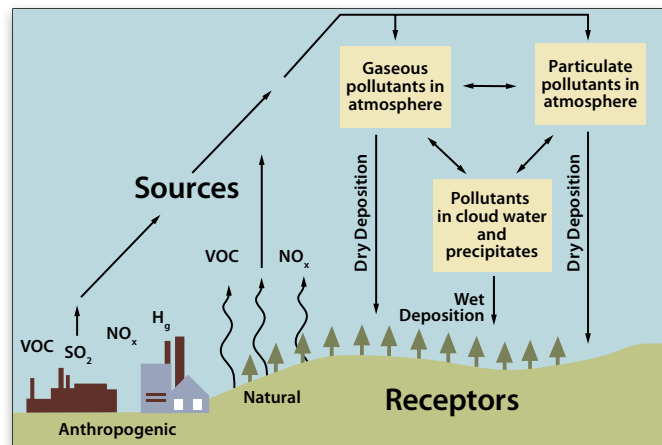 Gaseous
pollutants in
atmosphere
Particulate
pollutants in
atmosphere
Sources
Dry Deposition
Pollutants
in cloud water
and
precipitates
Dry Deposition
VOC
NOx
Wet
Deposition
VOC
SO2
NOx
Hg
Natural
Receptors
Anthropogenic